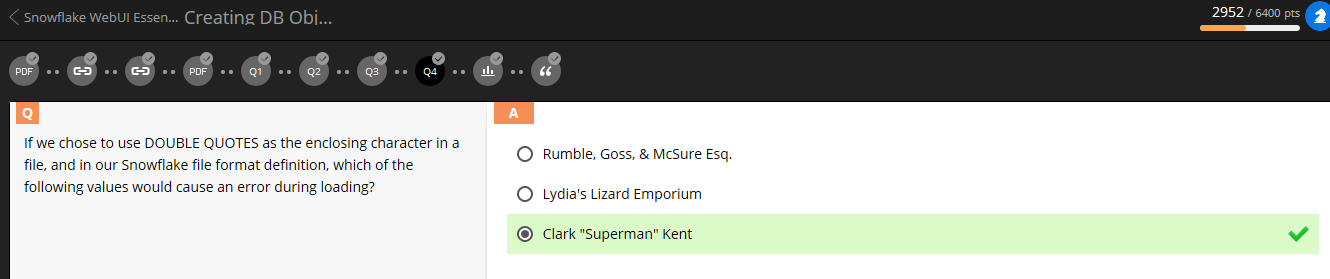 Snowflake WebUI Essen... Creating DB Obj...
2952 / 6400 pts
PDF
PDF
Q1
Q2
Q3
Q4
Q
A
If we chose to use DOUBLE QUOTES as the enclosing character in a
file, and in our Snowflake file format definition, which of the
following values would cause an error during loading?
Rumble, Goss, & McSure Esq.
Lydia's Lizard Emporium
Clark "Superman" Kent